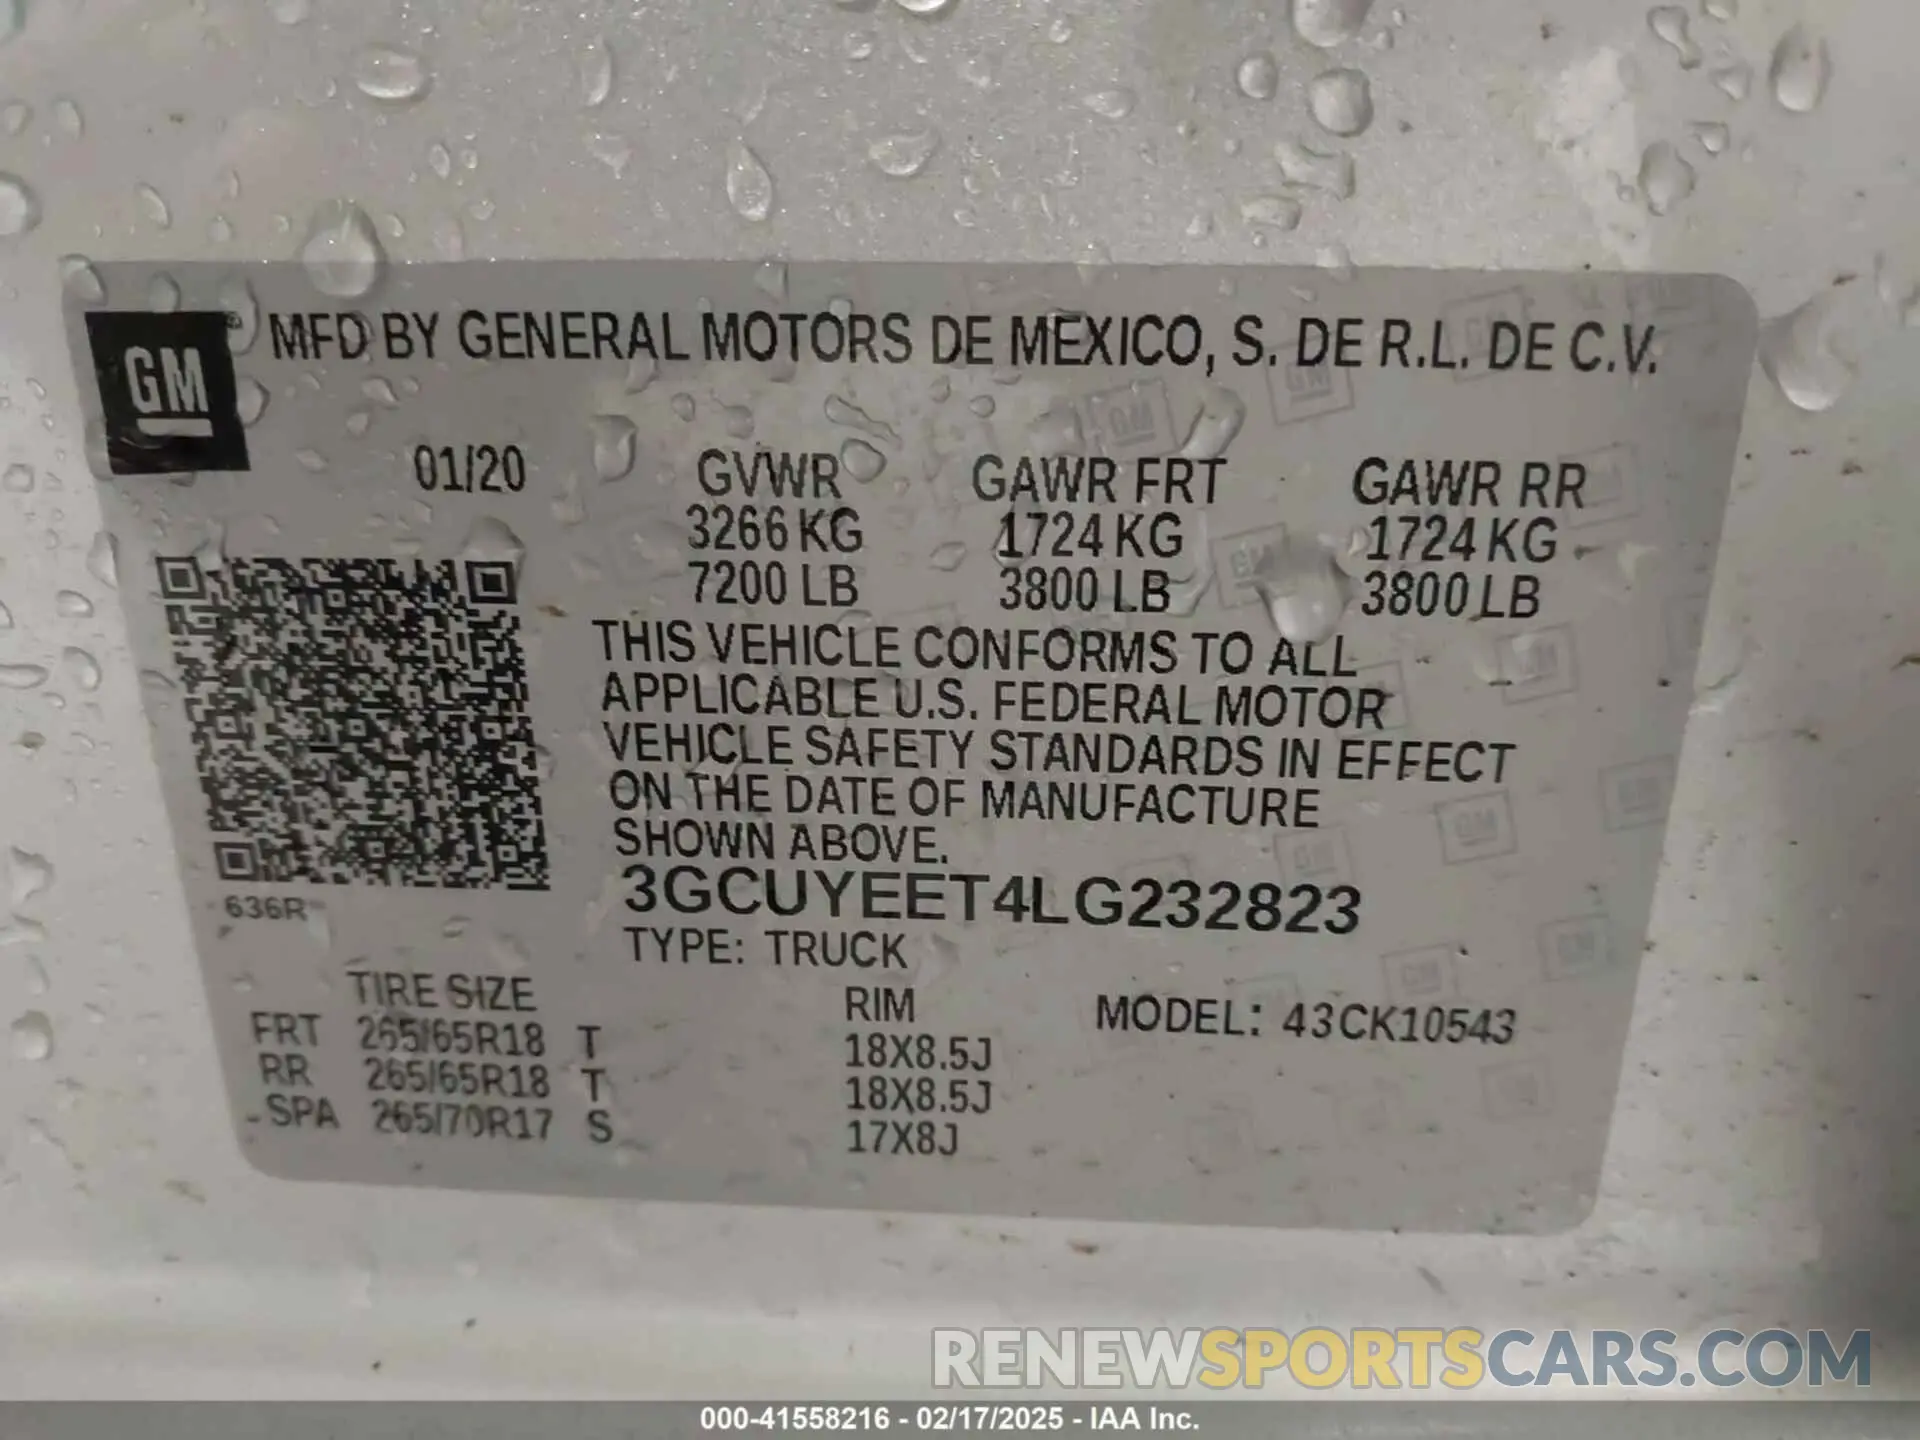 GM
MFD BY GENERAL MOTORS DE MEXICO, S. DE R.L. DE C.V.
01/20 GVWR GAWR FRT GAWR RR
3266 KG 1724 KG 1724 KG
7200 LB 3800 LB 3800 LB
THIS VEHICLE CONFORMS TO ALL
APPLICABLE U.S. FEDERAL MOTOR
VEHICLE SAFETY STANDARDS IN EFFECT
ON THE DATE OF MANUFACTURE
SHOWN ABOVE.
3GCUYEET4LG232823
636R
TYPE: TRUCK
TIRE SIZE RIM MODEL: 43CK10543
FRT 265/65R18 T 18X8.5J
RR 265/65R18 T 18X8.5J
SPA 265/70R17 S 17X8J
RENEWSPORTSCARS.COM
000-41558216 - 02/17/2025 - IAA Inc.